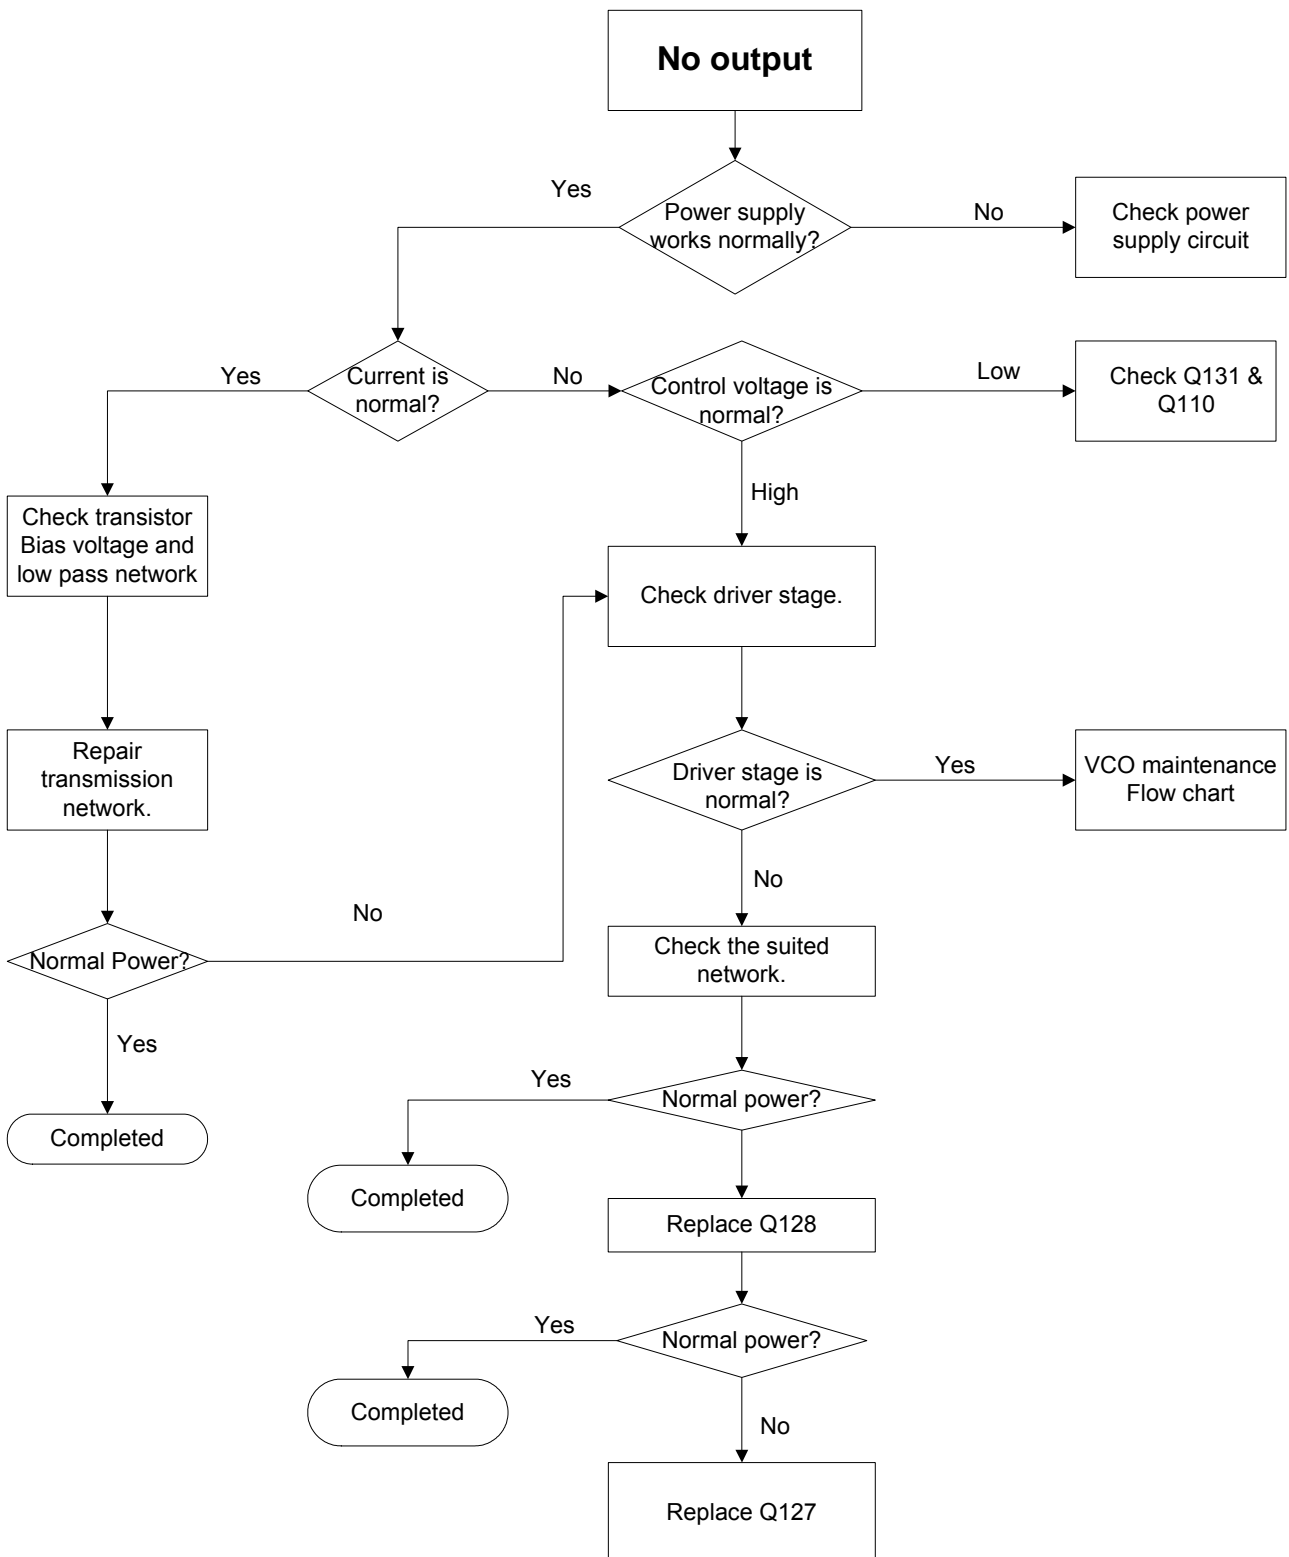 No output
Yes
Power supply
works normally?
No
Check power
supply circuit
Yes
Current is
normal?
No
Control voltage is
normal?
Low
Check Q131 &
Q110
High
Check transistor
Bias voltage and
low pass network
Check driver stage.
Repair
transmission
network.
Driver stage is
normal?
Yes
VCO maintenance
Flow chart
No
No
Normal Power?
Check the suited
network.
Yes
Yes
Normal power?
Completed
Completed
Replace Q128
Yes
Normal power?
Completed
No
Replace Q127